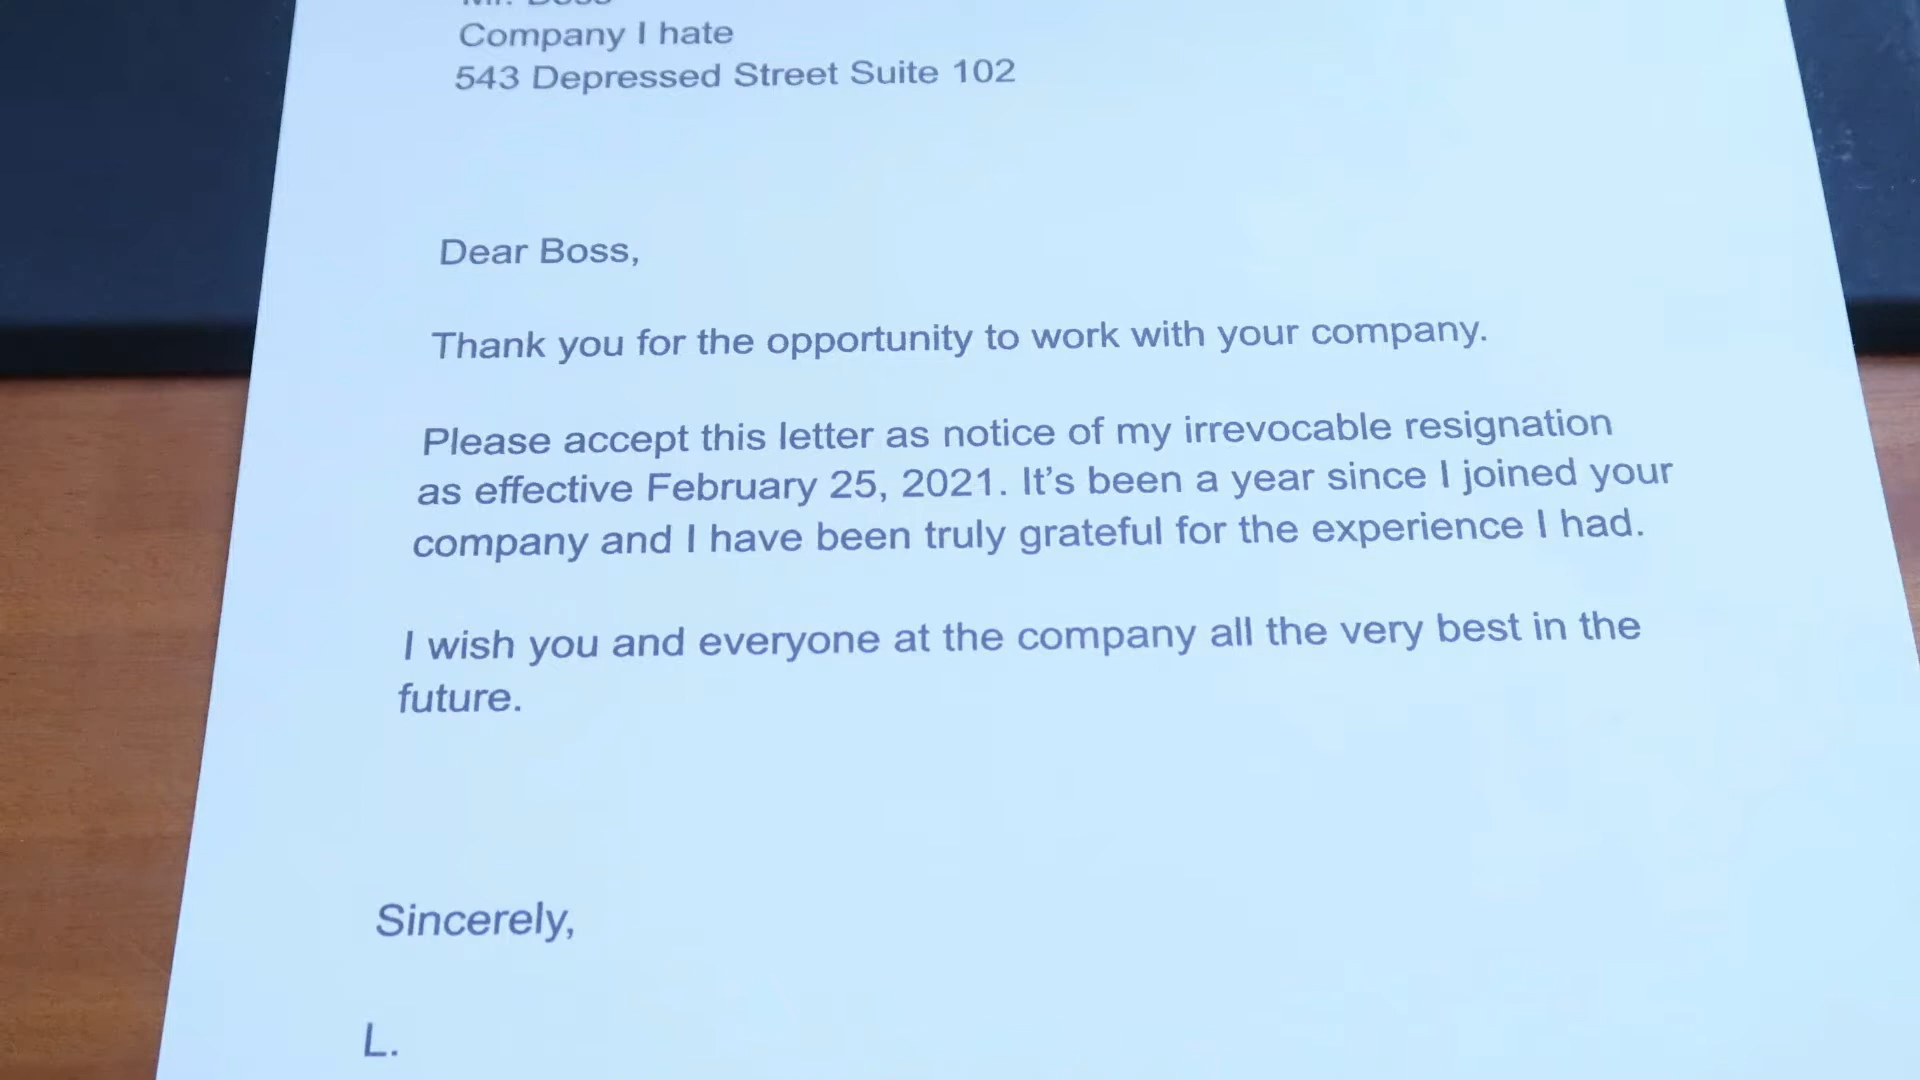 Mr. Boss
Company I hate
543 Depressed Street Suite 102
Dear Boss,
Thank you for the opportunity to work with your company.
Please accept this letter as notice of my irrevocable resignation
as effective February 25, 2021. It's been a year since I joined your
company and I have been truly grateful for the experience I had.
I wish you and everyone at the company all the very best in the
future.
Sincerely,
L.